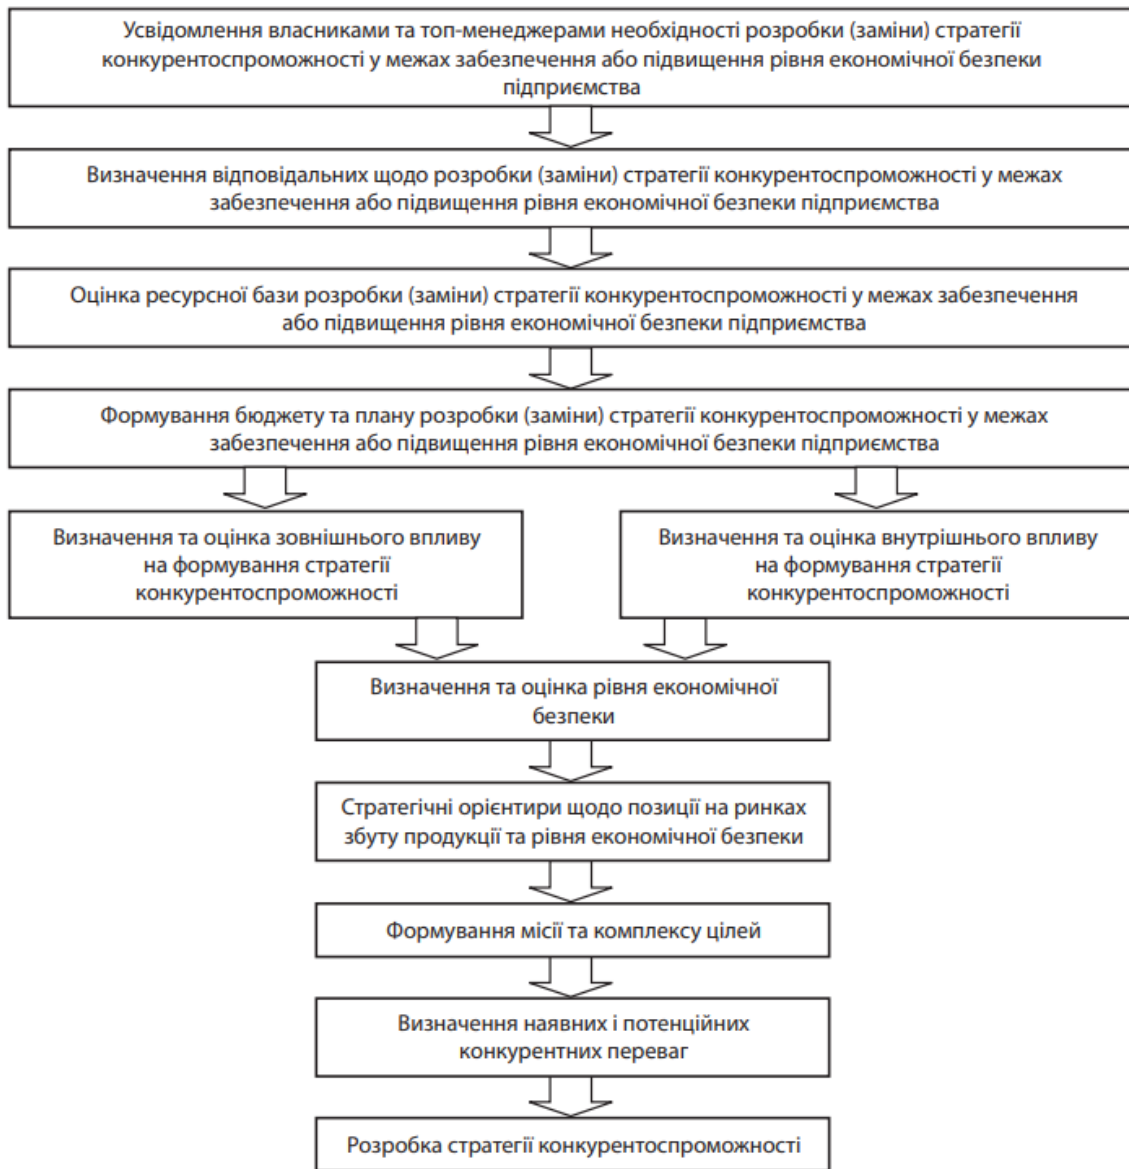 Усвідомлення власниками та топ-менеджерами необхідності розробки (заміни) стратегії
конкурентоспроможності у межах забезпечення або підвищення рівня економічної безпеки
підприємства
Визначення відповідальних щодо розробки (заміни) стратегії конкурентоспроможності у межах
забезпечення або підвищення рівня економічної безпеки підприємства
Оцінка ресурсної бази розробки (заміни) стратегії конкурентоспроможності у межах забезпечення
або підвищення рівня економічної безпеки підприємства
Формування бюджету та плану розробки (заміни) стратегії конкурентоспроможності у межах
забезпечення або підвищення рівня економічної безпеки підприємства
Визначення та оцінка зовнішнього впливу
на формування стратегії
конкурентоспроможності
Визначення та оцінка внутрішнього впливу
на формування стратегії
конкурентоспроможності
Визначення та оцінка рівня економічної
безпеки
Стратегічні орієнтири щодо позиції на ринках
збуту продукції та рівня економічної безпеки
Формування місії та комплексу цілей
Визначення наявних і потенційних
конкурентних переваг
Розробка стратегії конкурентоспроможності